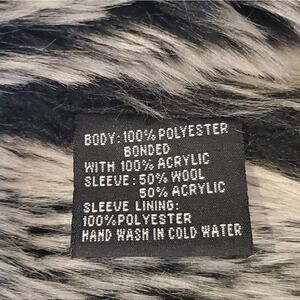 BODY: 100% POLYESTER
BONDED
WITH 100% ACRYLIC
SLEEVE: 50% WOOL
50% ACRYLIC
SLEEVE LINING:
100% POLYESTER
HAND WASH IN COLD WATER